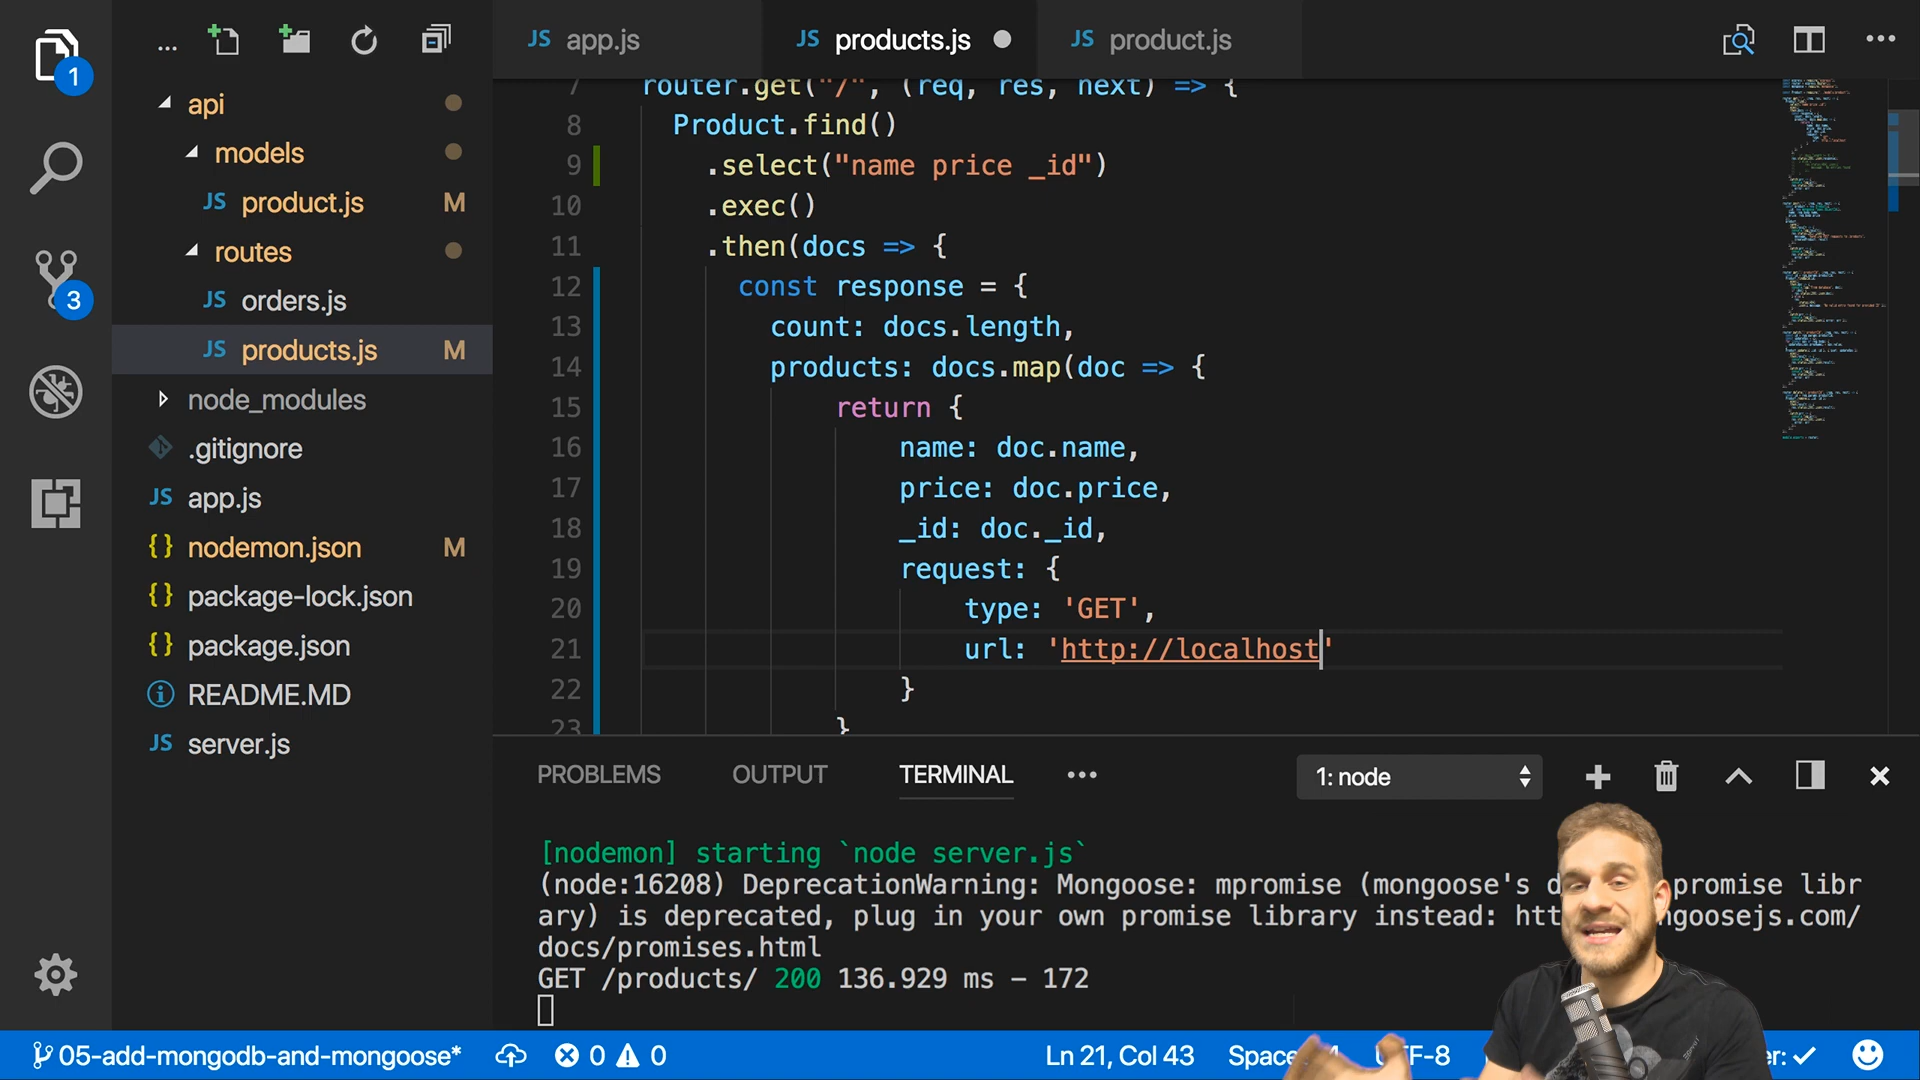 1
...
JS app.js
JS products.js
JS product.js
...
api
models
JS product.js M
routes
JS orders.js
3
JS products.js M
node_modules
.gitignore
JS app.js
{} nodemon.json M
{} package-lock.json
{} package.json
README.MD
JS server.js
7 router.get("/", (req, res, next) => {
8 Product.find()
9 .select("name price _id")
10 .exec()
11 .then(docs => {
12 const response = {
13 count: docs.length,
14 products: docs.map(doc => {
15 return {
16 name: doc.name,
17 price: doc.price,
18 _id: doc._id,
19 request: {
20 type: 'GET',
21 url: 'http://localhost'
22 }
23 }
PROBLEMS OUTPUT TERMINAL ... 1: node
[nodemon] starting `node server.js`
(node:16208) DeprecationWarning: Mongoose: mpromise (mongoose's d promise libr
ary) is deprecated, plug in your own promise library instead: htt ngoosejs.com/
docs/promises.html
GET /products/ 200 136.929 ms – 172
05-add-mongodb-and-mongoose* 0 0 Ln 21, Col 43 UTF-8